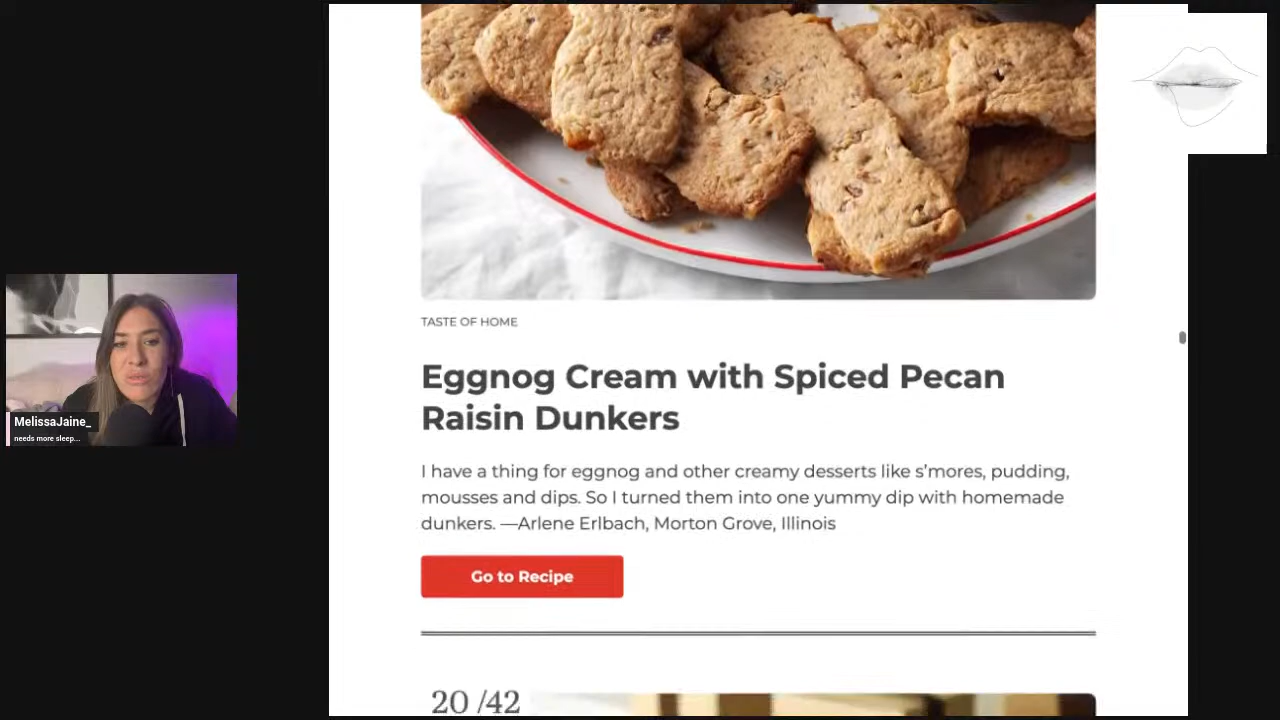 TASTE OF HOME
Eggnog Cream with Spiced Pecan
Raisin Dunkers
I have a thing for eggnog and other creamy desserts like s’mores, pudding,
mousses and dips. So I turned them into one yummy dip with homemade
dunkers. —Arlene Erlbach, Morton Grove, Illinois
Go to Recipe
20 /42
MelissaJaine_
needs more sleep...